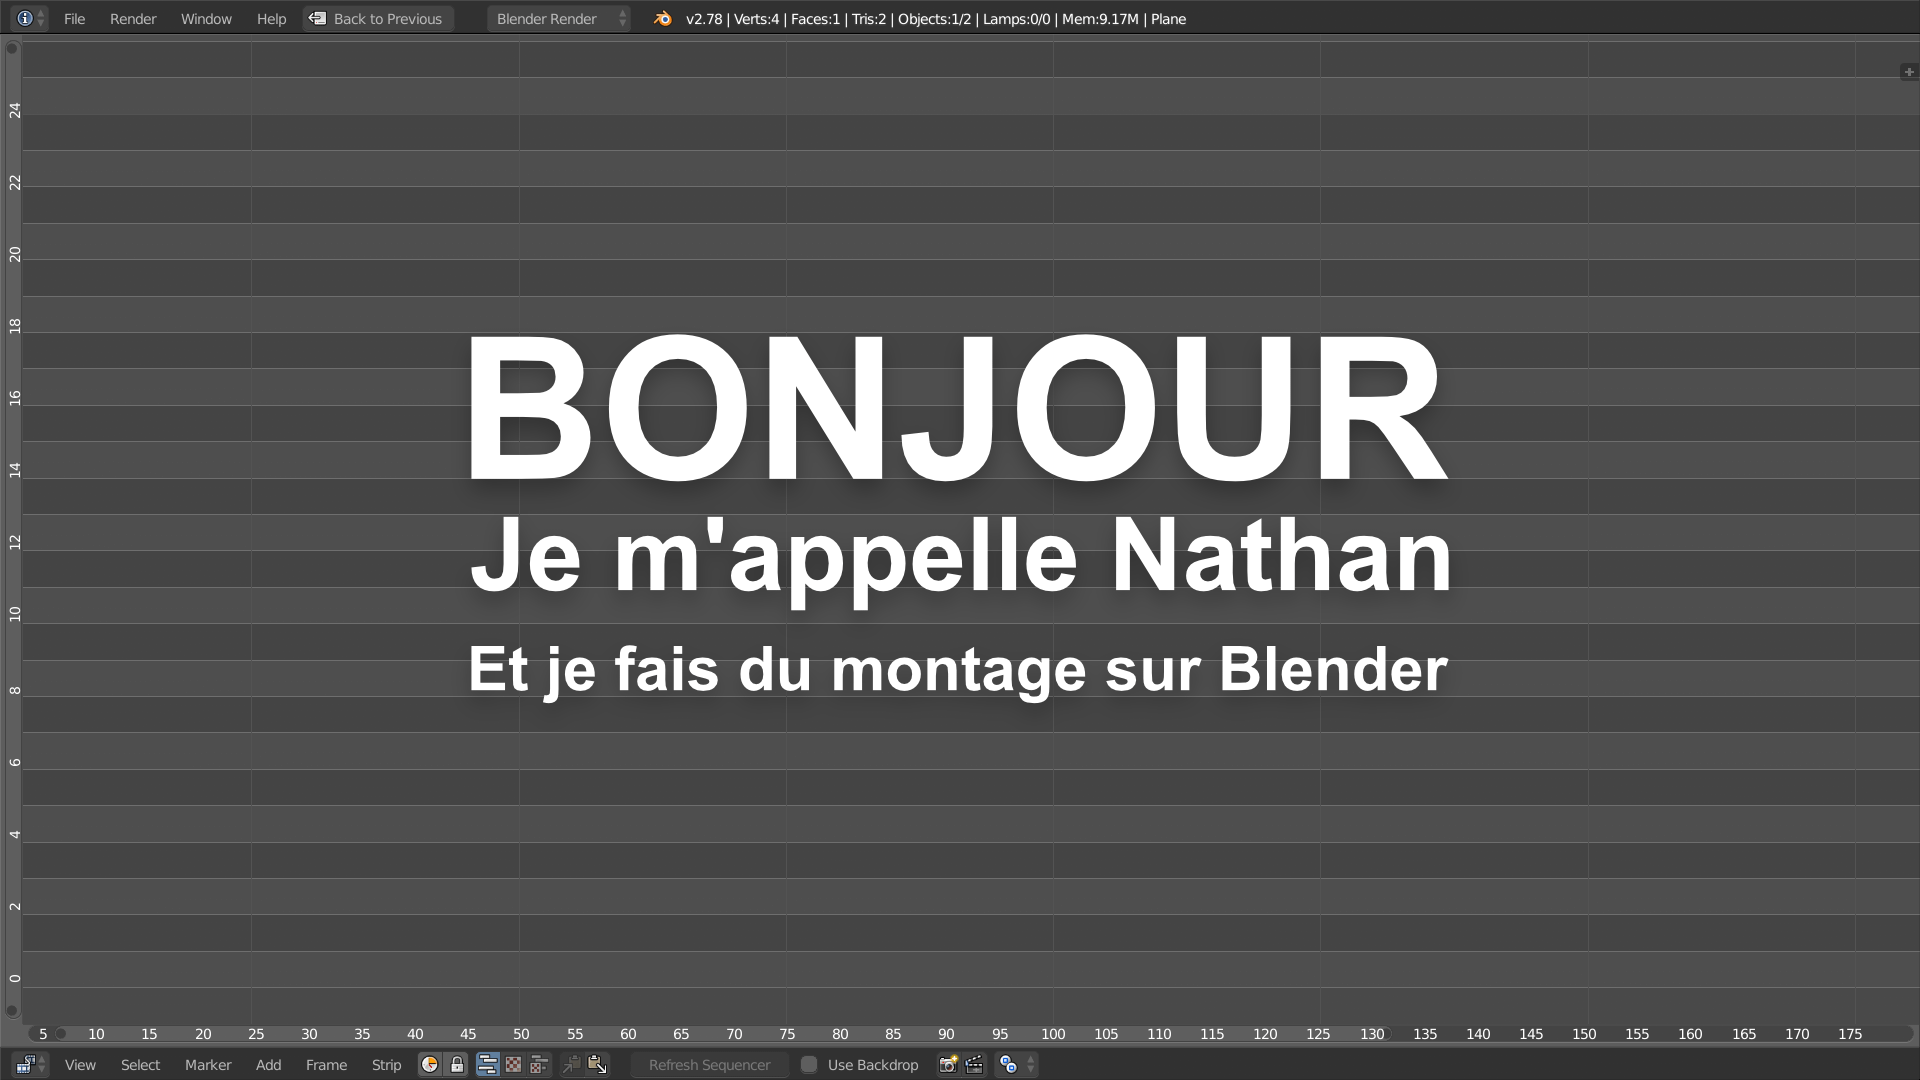 File Render Window Help Back to Previous Blender Render v2.78 | Verts:4 | Faces:1 | Tris:2 | Objects:1/2 | Lamps:0/0 | Mem:9.17M | Plane
24
22
20
18
16
14
12
10
8
6
4
2
0
BONJOUR
Je m'appelle Nathan
Et je fais du montage sur Blender
5 10 15 20 25 30 35 40 45 50 55 60 65 70 75 80 85 90 95 100 105 110 115 120 125 130 135 140 145 150 155 160 165 170 175
View Select Marker Add Frame Strip Refresh Sequencer Use Backdrop